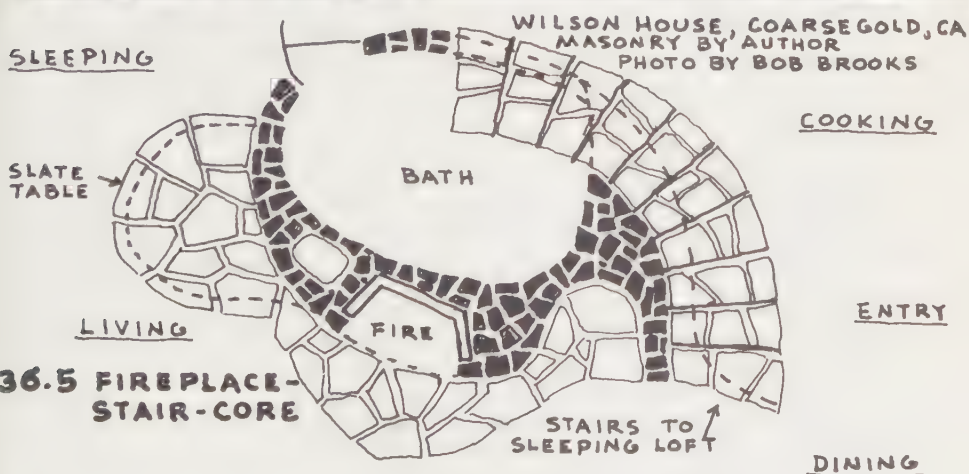 WILSON HOUSE, COARSEGOLD, CA
MASONRY BY AUTHOR
PHOTO BY BOB BROOKS
SLEEPING
COOKING
SLATE
TABLE
BATH
LIVING
FIRE
ENTRY
36.5 FIREPLACE-
STAIR-CORE
STAIRS TO
SLEEPING LOFT
DINING